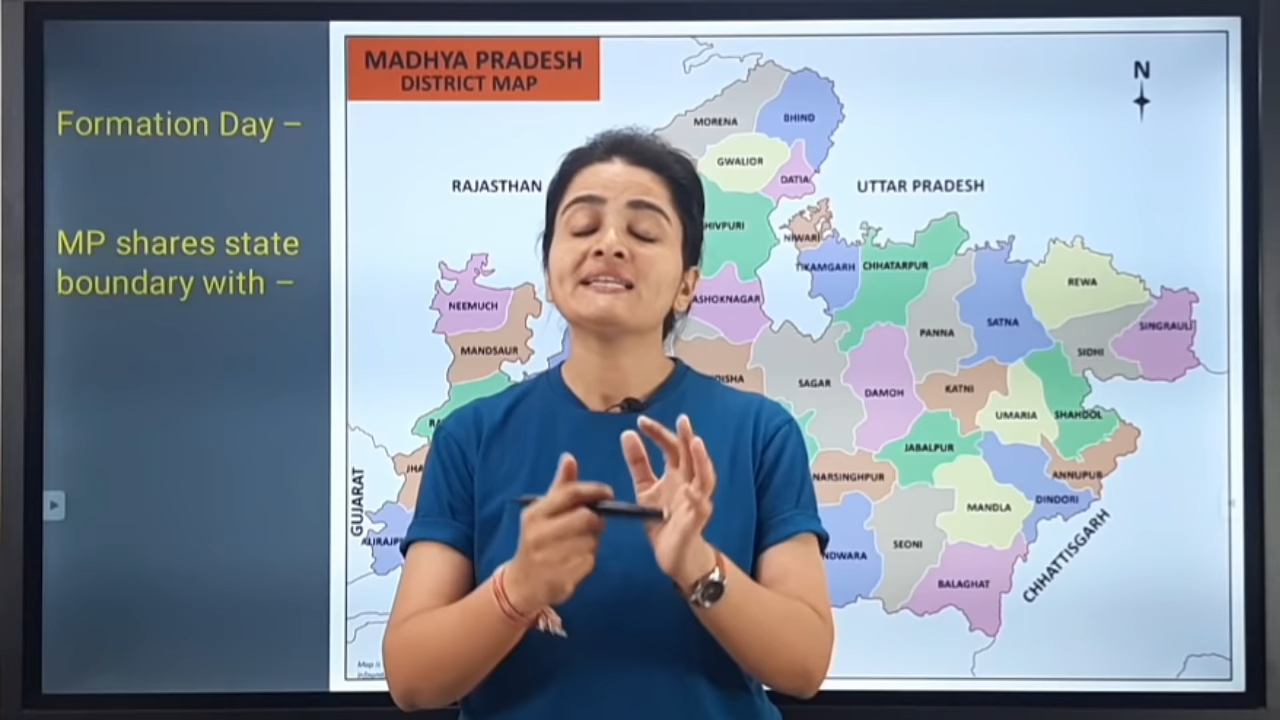 Formation Day –
MP shares state
boundary with –
MADHYA PRADESH
DISTRICT MAP
N
MORENA
BHIND
GWALIOR
DATIA
RAJASTHAN
UTTAR PRADESH
HIVPURI
NIWARI
TIKAMGARH
CHHATARPUR
NEEMUCH
ASHOKNAGAR
REWA
PANNA
SATNA
SINGRAULI
MANDSAUR
SIDHI
SAGAR
DAMOH
KATNI
UMARIA
SHAHDOL
JABALPUR
NARSINGHPUR
ANNUPUR
DINDORI
MANDLA
GUJARAT
SEONI
BALAGHAT
CHHATTISGARH